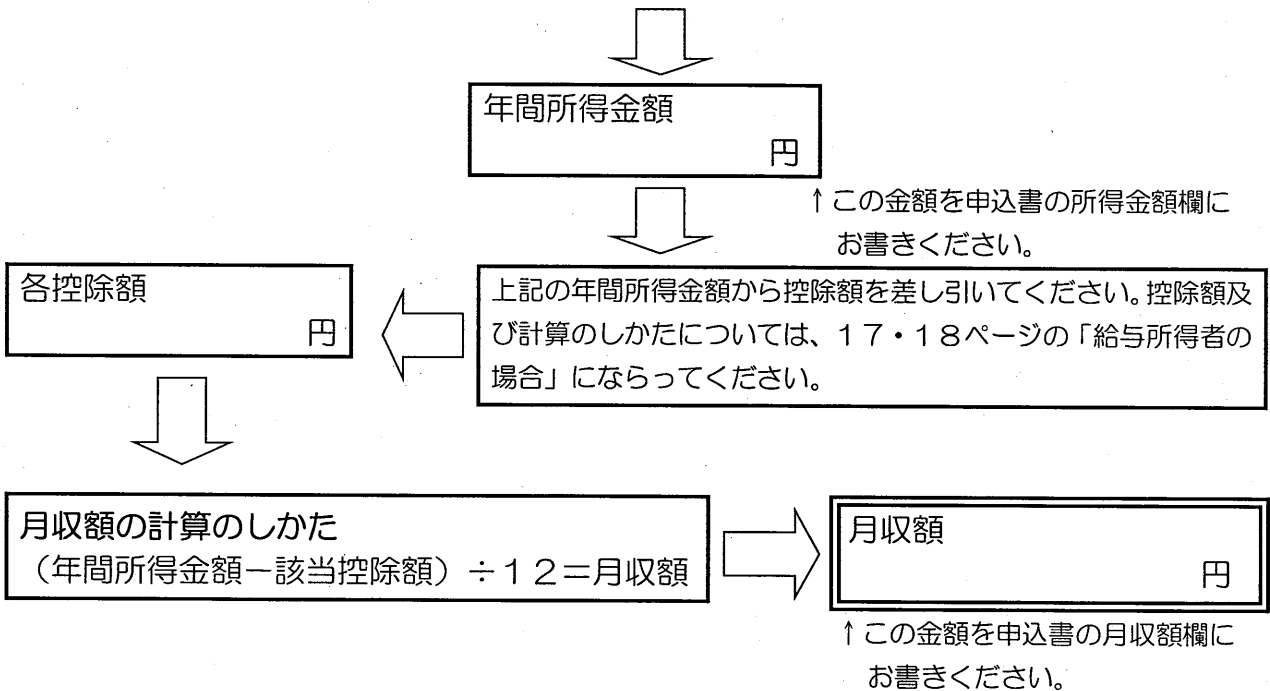 年間所得金額
円
↑この金額を申込書の所得金額欄に
お書きください。
各控除額
円
上記の年間所得金額から控除額を差し引いてください。控除額及
び計算のしかたについては、１７・１８ページの「給与所得者の
場合」にならってください。
月収額の計算のしかた
（年間所得金額－該当控除額）÷１２＝月収額
月収額
円
↑この金額を申込書の月収額欄に
お書きください。